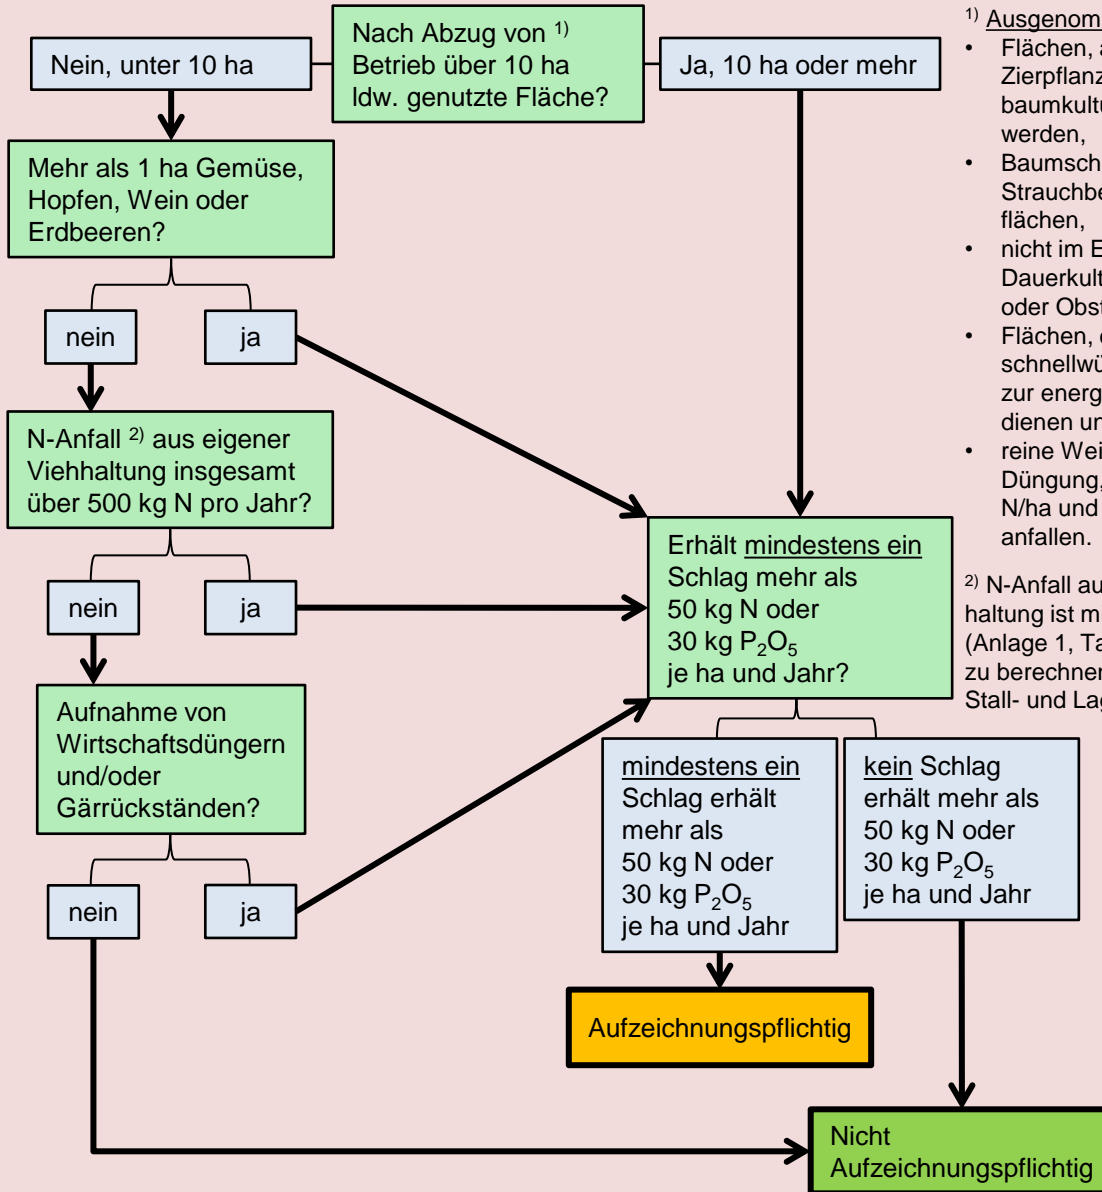 Nach Abzug von 1)
Betrieb über 10 ha
ldw. genutzte Fläche?
Nein, unter 10 ha
Ja, 10 ha oder mehr
Mehr als 1 ha Gemüse,
Hopfen, Wein oder
Erdbeeren?
nein
ja
N-Anfall 2) aus eigener
Viehhaltung insgesamt
über 500 kg N pro Jahr?
nein
ja
Aufnahme von
Wirtschaftsdüngern
und/oder
Gärrückständen?
nein
ja
Erhält mindestens ein
Schlag mehr als
50 kg N oder
30 kg P2O5
je ha und Jahr?
mindestens ein
Schlag erhält
mehr als
50 kg N oder
30 kg P2O5
je ha und Jahr
kein Schlag
erhält mehr als
50 kg N oder
30 kg P2O5
je ha und Jahr
Aufzeichnungspflichtig
Nicht
Aufzeichnungspflichtig
1) Ausgenom
• Flächen,
Zierpflanz
baumkult
werden,
• Baumsch
Strauchbe
flächen,
• nicht im E
Dauerkult
oder Obst
• Flächen,
schnellwü
zur energ
dienen un
• reine Wei
Düngung,
N/ha und
anfallen.
2) N-Anfall au
haltung ist m
(Anlage 1, Ta
zu berechne
Stall- und Lag